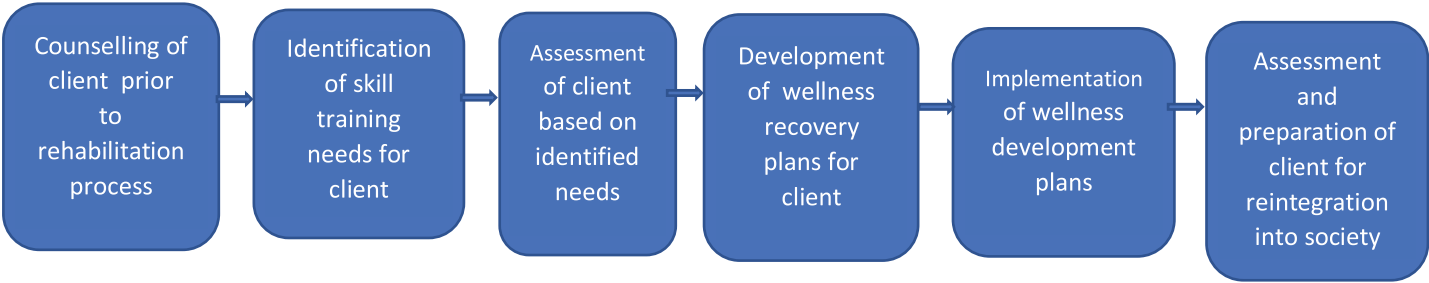 Counselling of
client  prior
to
rehabilitation
process
Identification
of skill
training
needs for
client
Assessment
of client
based on
identified
needs
Development
of  wellness
recovery
plans for
client
Implementation
of wellness
development
plans
Assessment
and
preparation of
client for
reintegration
into society